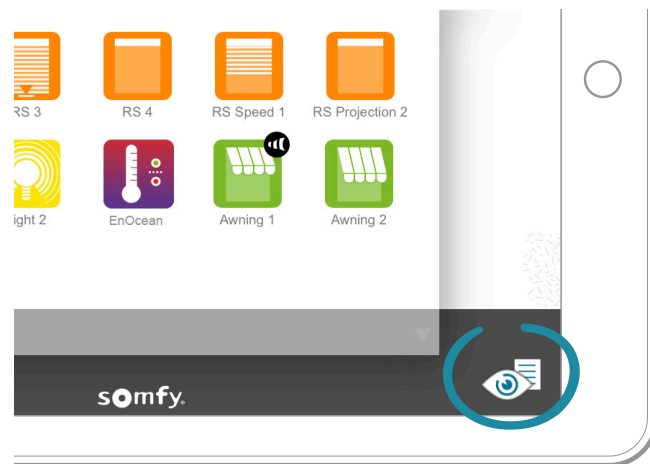 RS 3 RS 4 RS Speed 1 RS Projection 2
ight 2 EnOcean Awning 1 Awning 2
somfy.